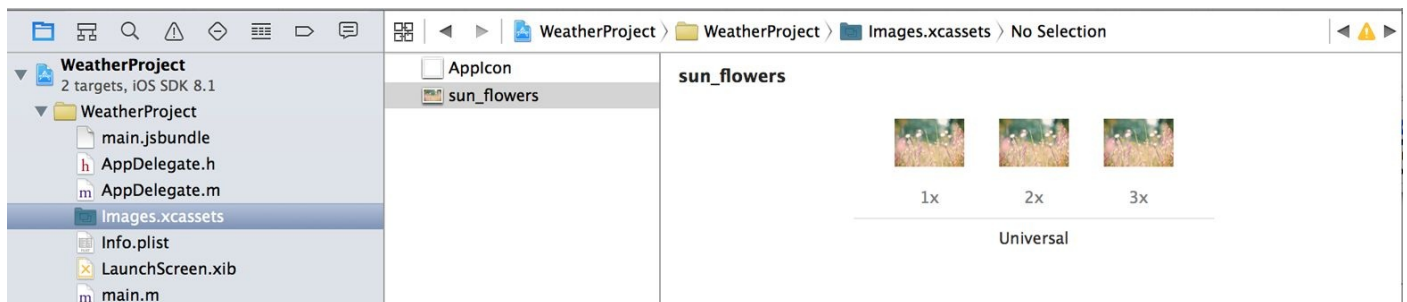 WeatherProject 〉 WeatherProject 〉 Images.xcassets 〉 No Selection
WeatherProject
2 targets, iOS SDK 8.1
WeatherProject
main.jsbundle
h AppDelegate.h
m AppDelegate.m
Images.xcassets
Info.plist
LaunchScreen.xib
m main.m
AppIcon
sun_flowers
sun_flowers
1x 2x 3x
Universal